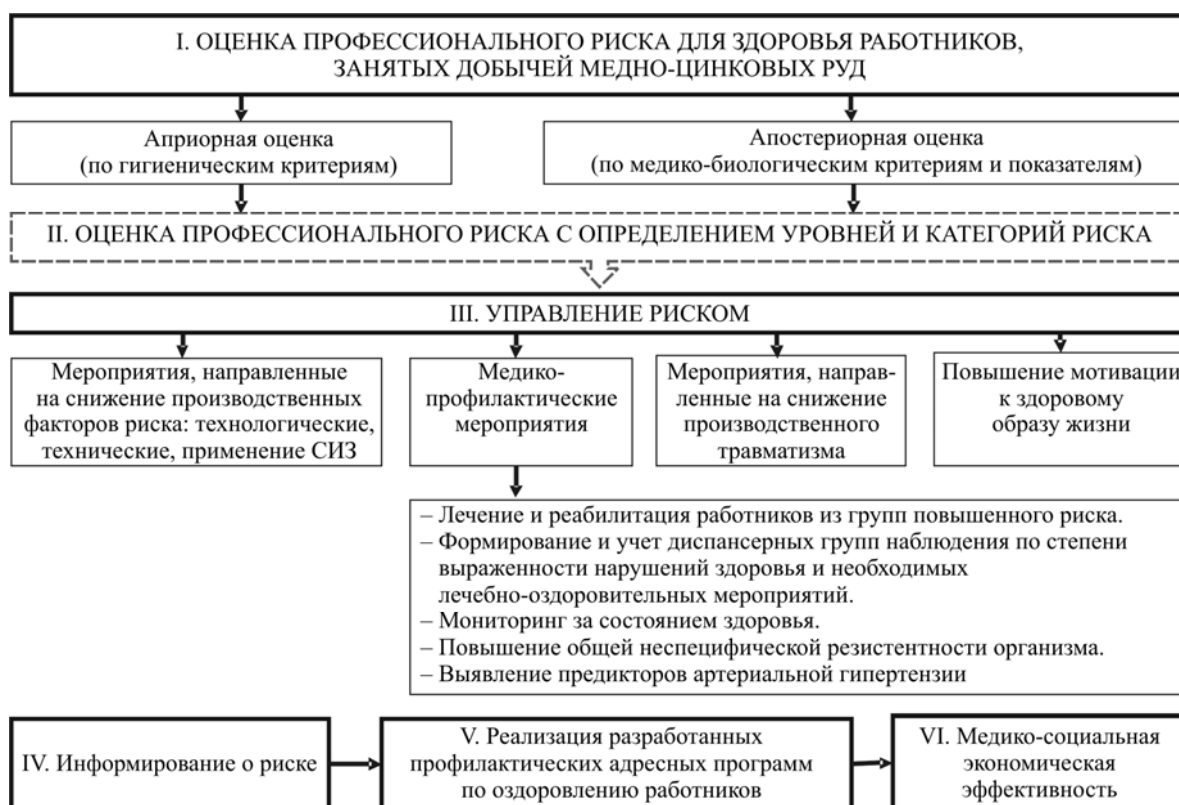 I. ОЦЕНКА ПРОФЕССИОНАЛЬНОГО РИСКА ДЛЯ ЗДОРОВЬЯ РАБОТНИКОВ,
ЗАНЯТЫХ ДОБЫЧЕЙ МЕДНО-ЦИНКОВЫХ РУД
Априорная оценка
(по гигиеническим критериям)
Апостериорная оценка
(по медико-биологическим критериям и показателям)
II. ОЦЕНКА ПРОФЕССИОНАЛЬНОГО РИСКА С ОПРЕДЕЛЕНИЕМ УРОВНЕЙ И КАТЕГОРИЙ РИСКА
III. УПРАВЛЕНИЕ РИСКОМ
Мероприятия, направленные
на снижение производственных
факторов риска: технологические,
технические, применение СИЗ
Медико-
профилактические
мероприятия
Мероприятия, направ-
ленные на снижение
производственного
травматизма
Повышение мотивации
к здоровому
образу жизни
– Лечение и реабилитация работников из групп повышенного риска.
– Формирование и учет диспансерных групп наблюдения по степени
выраженности нарушений здоровья и необходимых
лечебно-оздоровительных мероприятий.
– Мониторинг за состоянием здоровья.
– Повышение общей неспецифической резистентности организма.
– Выявление предикторов артериальной гипертензии
IV. Информирование о риске
V. Реализация разработанных
профилактических адресных программ
по оздоровлению работников
VI. Медико-социальная
экономическая
эффективность